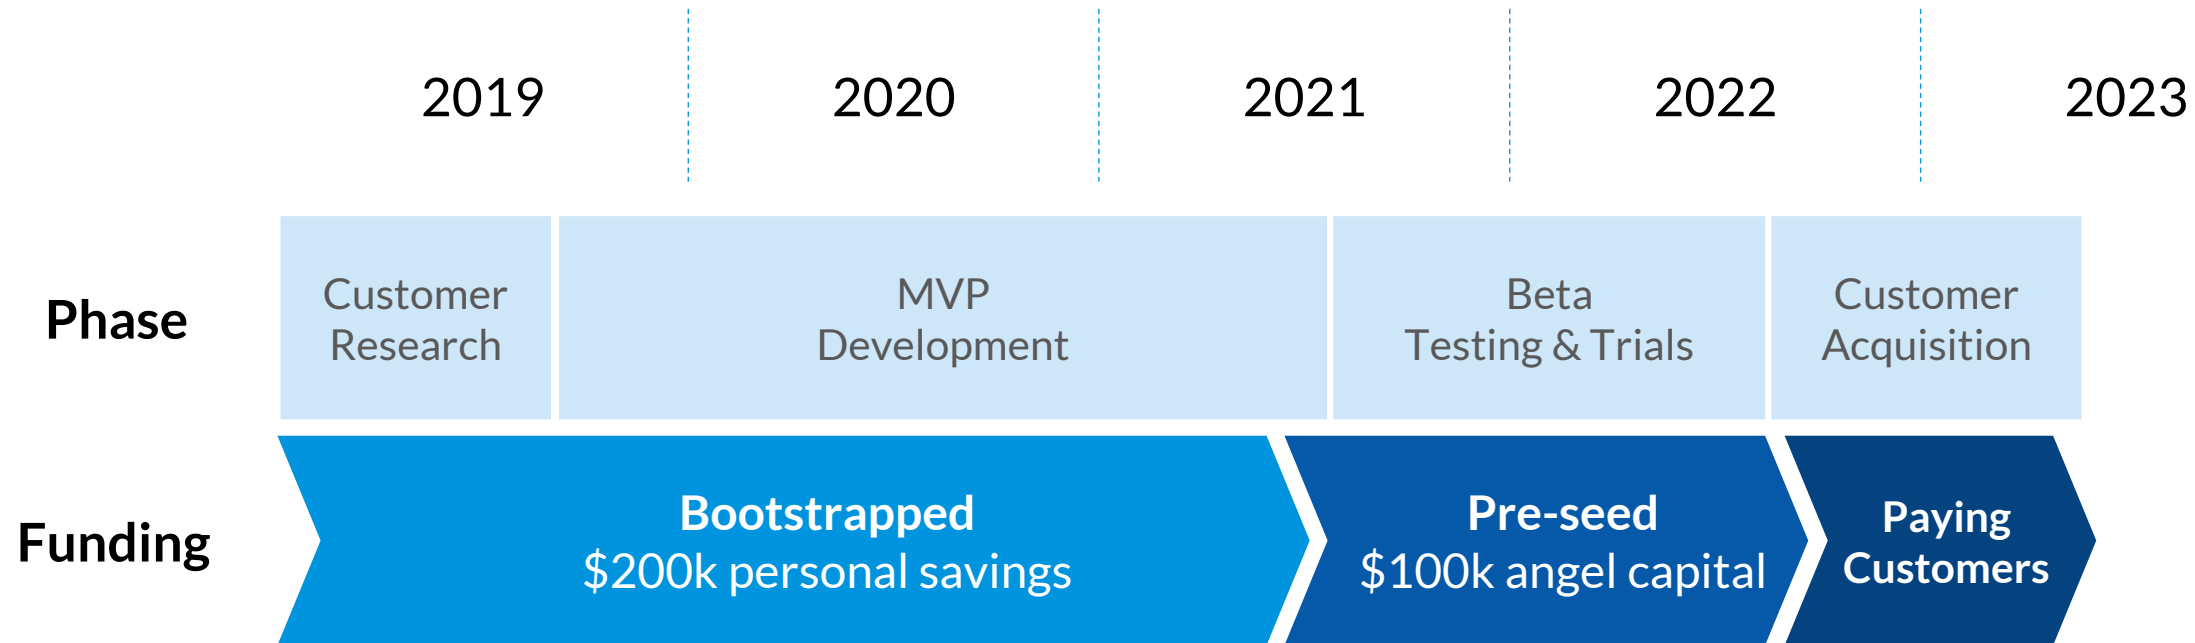 2019 2020 2021 2022 2023
Phase
Customer
Research
MVP
Development
Beta
Testing & Trials
Customer
Acquisition
Funding
Bootstrapped
$200k personal savings
Pre-seed
$100k angel capital
Paying
Customers